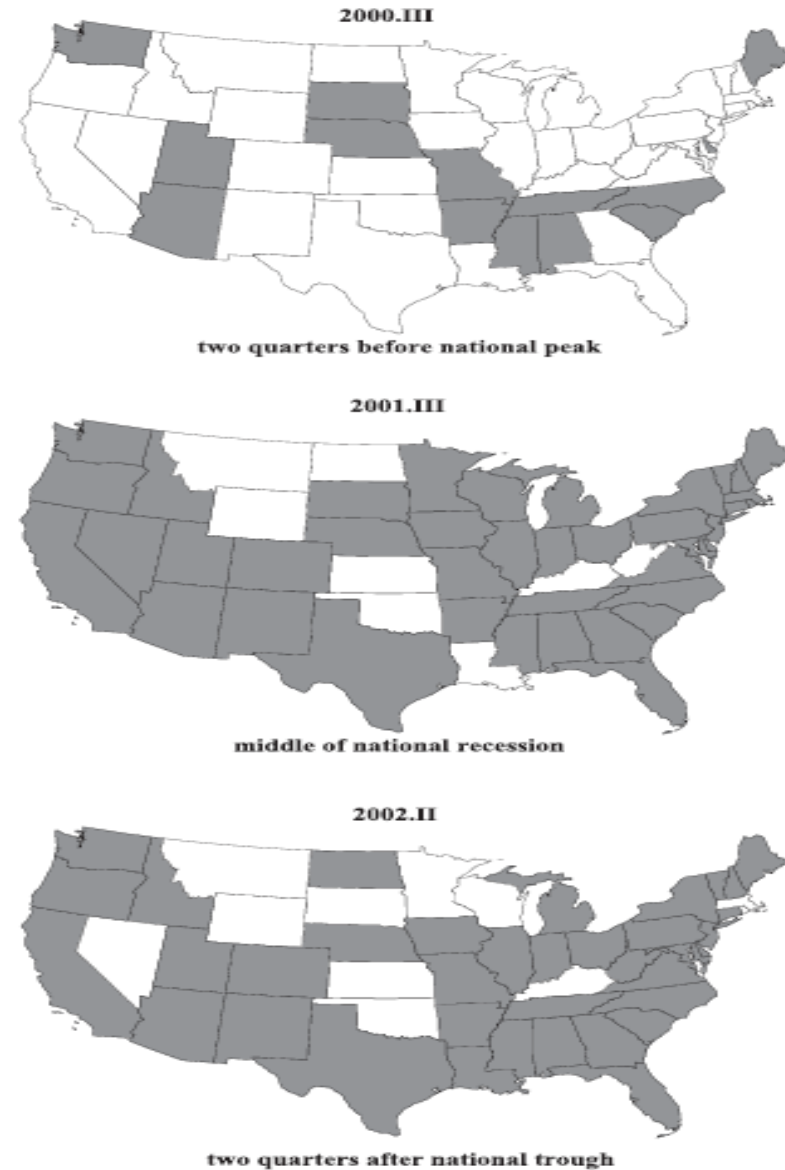 2000.III
two quarters before national peak
2001.III
middle of national recession
2002.II
two quarters after national trough